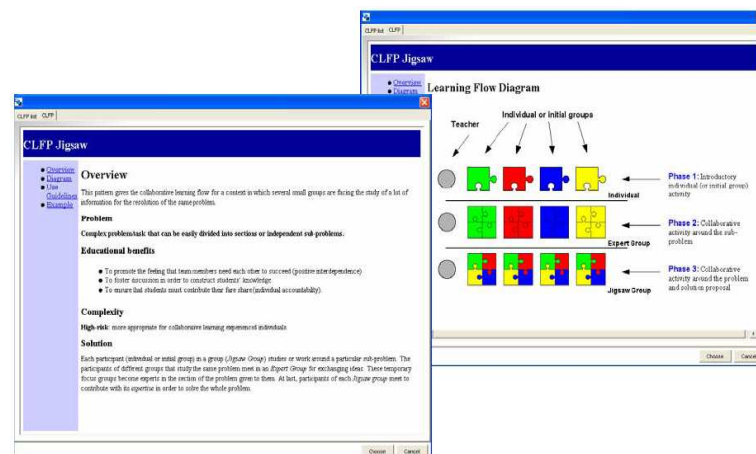 CLFP list CLFP
CLFP Jigsaw
Overview
Diagram
Learning Flow Diagram
Teacher
Individual or initial groups
Phase 1: Introductory
individual (or initial group)
activity
Individual
Phase 2: Collaborative
activity around the sub-
problem
Expert Group
Phase 3: Collaborative
activity around the problem
and solution proposal
Jigsaw Group
Choose Cancel
CLFP list CLFP
CLFP Jigsaw
Overview
Diagram
Use
Guidelines
Example
Overview
This pattern gives the collaborative learning flow for a context in which several small groups are facing the study of a lot of
information for the resolution of the same problem.
Problem
Complex problem/task that can be easily divided into sections or independent sub-problems.
Educational benefits
To promote the feeling that team members need each other to succeed (positive interdependence)
To foster discussion in order to construct students' knowledge
To ensure that students must contribute their fare share (individual accountability)
Complexity
High-risk: more appropriate for collaborative learning experienced individuals
Solution
Each participant (individual or initial group) in a group (Jigsaw Group) studies or work around a particular sub-problem. The
participants of different groups that study the same problem meet in an Expert Group for exchanging ideas. These temporary
focus groups become experts in the section of the problem given to them. At last, participants of each Jigsaw group meet to
contribute with its expertise in order to solve the whole problem.
Choose Cancel